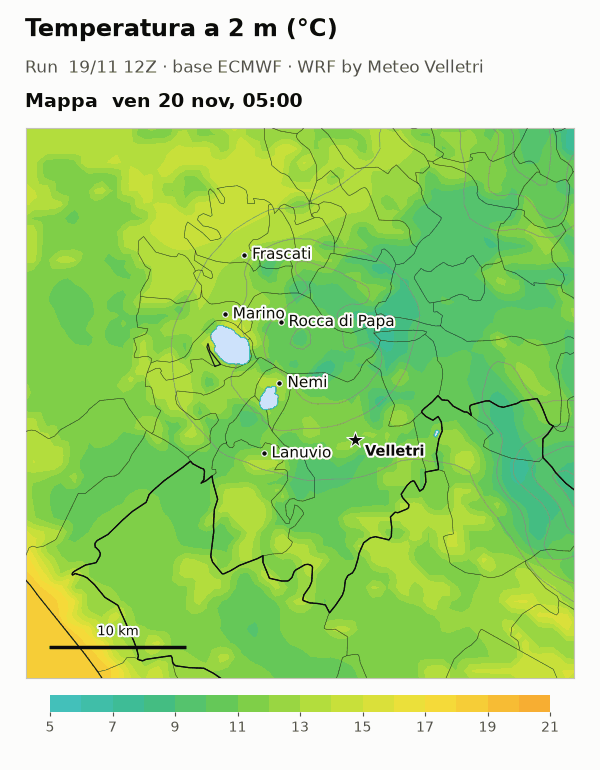 Temperatura a 2 m (°C)
Run 19/11 12Z · base ECMWF · WRF by Meteo Velletri
Mappa ven 20 nov, 05:00
Frascati
Marino
Rocca di Papa
Nemi
Velletri
Lanuvio
10 km
5 7 9 11 13 15 17 19 21